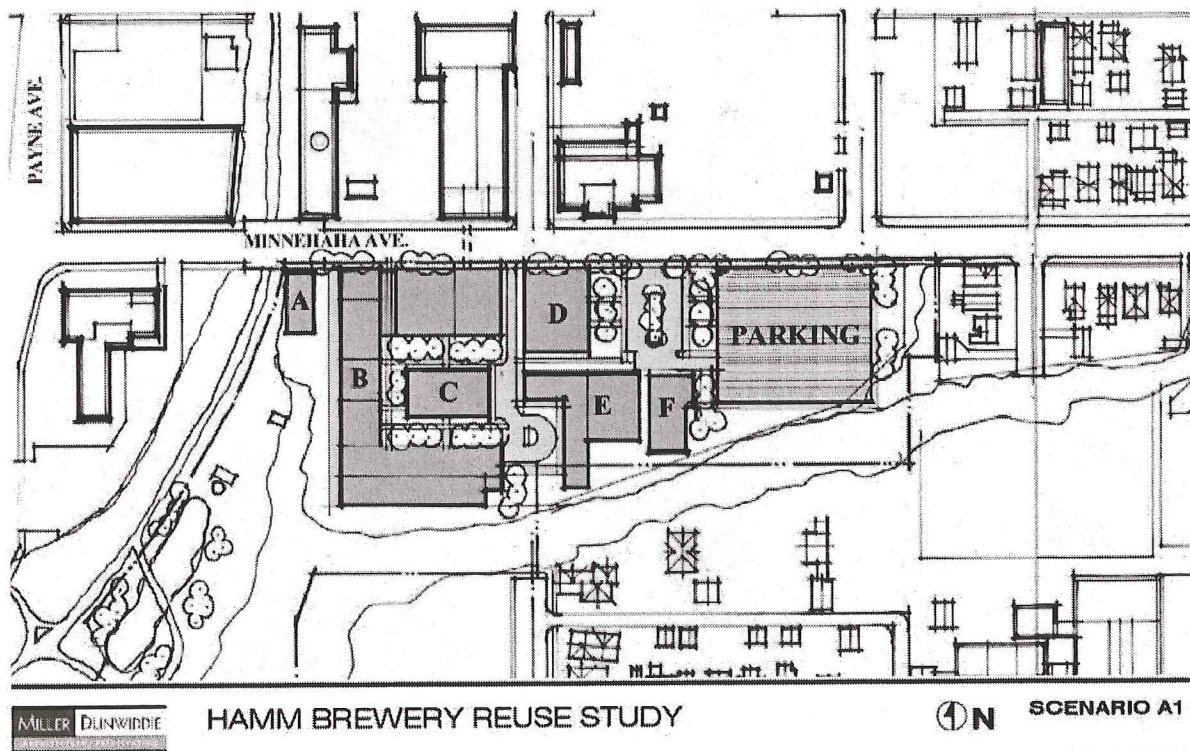 PAYNE AVE.
MINNEHAHA AVE.
A
D
PARKING
B
C
E
F
D
MILLER DUNWIDDIE
HAMM BREWERY REUSE STUDY
N
SCENARIO A1